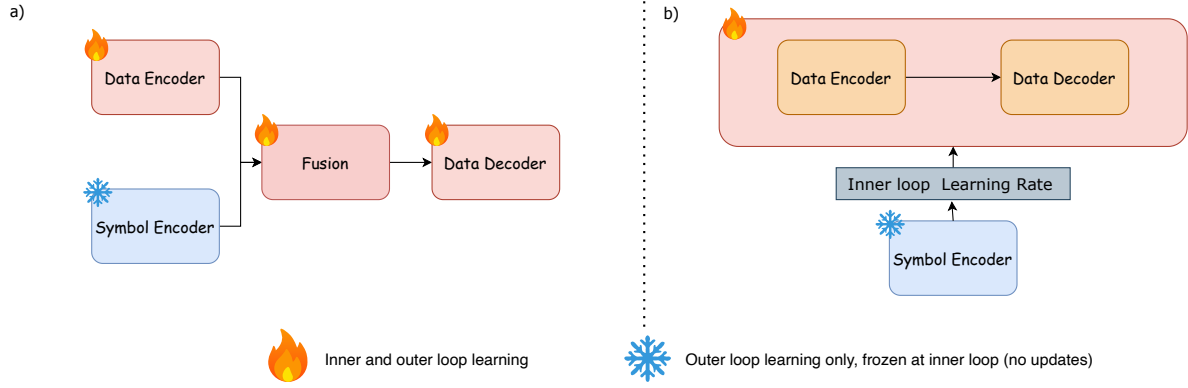 a)
Data Encoder
Symbol Encoder
Fusion
Data Decoder
b)
Data Encoder
Data Decoder
Inner loop Learning Rate
Symbol Encoder
Inner and outer loop learning
Outer loop learning only, frozen at inner loop (no updates)